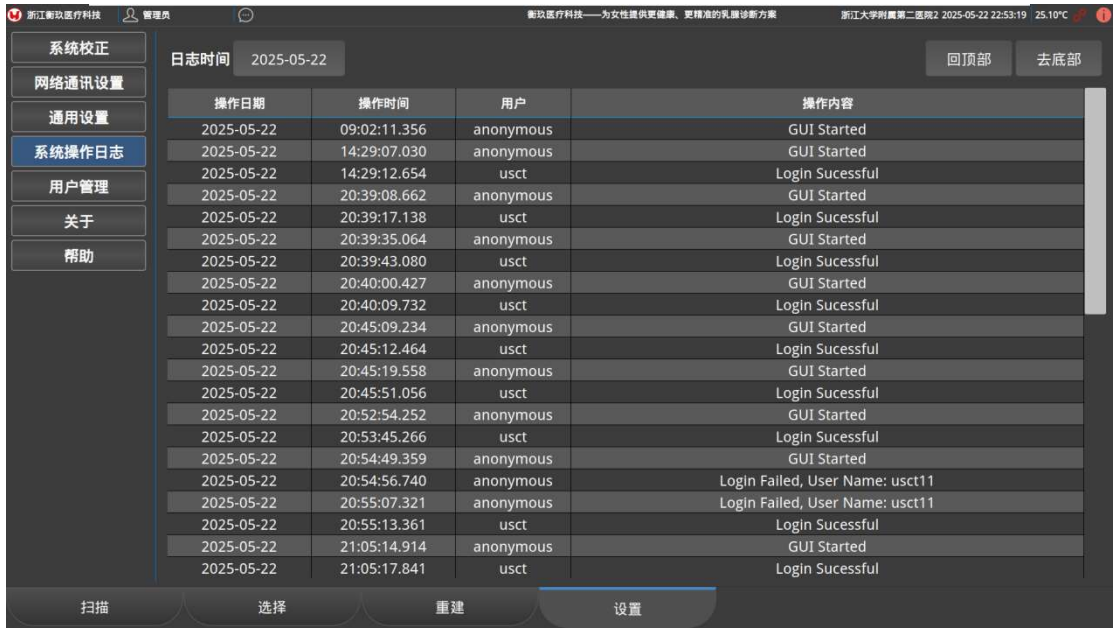 浙江衡玖医疗科技 管理员 衡玖医疗科技——为女性提供更健康、更精准的乳腺诊断方案 浙江大学附属第二医院2 2025-05-22 22:53:19 25.10℃
系统校正
网络通讯设置
通用设置
系统操作日志
用户管理
关于
帮助
日志时间 2025-05-22 回顶部 去底部
操作日期 操作时间 用户 操作内容
2025-05-22 09:02:11.356 anonymous GUI Started
2025-05-22 14:29:07.030 anonymous GUI Started
2025-05-22 14:29:12.654 usct Login Sucessful
2025-05-22 20:39:08.662 anonymous GUI Started
2025-05-22 20:39:17.138 usct Login Sucessful
2025-05-22 20:39:35.064 anonymous GUI Started
2025-05-22 20:39:43.080 usct Login Sucessful
2025-05-22 20:40:00.427 anonymous GUI Started
2025-05-22 20:40:09.732 usct Login Sucessful
2025-05-22 20:45:09.234 anonymous GUI Started
2025-05-22 20:45:12.464 usct Login Sucessful
2025-05-22 20:45:19.558 anonymous GUI Started
2025-05-22 20:45:51.056 usct Login Sucessful
2025-05-22 20:52:54.252 anonymous GUI Started
2025-05-22 20:53:45.266 usct Login Sucessful
2025-05-22 20:54:49.359 anonymous GUI Started
2025-05-22 20:54:56.740 anonymous Login Failed, User Name: usct11
2025-05-22 20:55:07.321 anonymous Login Failed, User Name: usct11
2025-05-22 20:55:13.361 usct Login Sucessful
2025-05-22 21:05:14.914 anonymous GUI Started
2025-05-22 21:05:17.841 usct Login Sucessful
扫描 选择 重建 设置